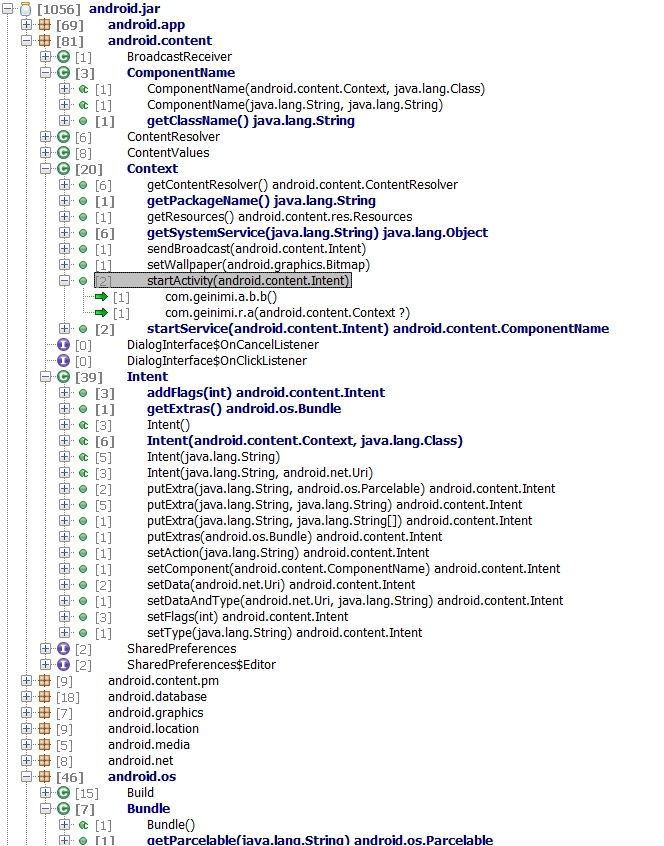 [1056] android.jar
[69] android.app
[81] android.content
[1] BroadcastReceiver
[3] ComponentName
[1] ComponentName(android.content.Context, java.lang.Class)
[1] ComponentName(java.lang.String, java.lang.String)
[1] getClassName() java.lang.String
[6] ContentResolver
[8] ContentValues
[20] Context
[6] getContentResolver() android.content.ContentResolver
[1] getPackageName() java.lang.String
[1] getResources() android.content.res.Resources
[6] getSystemService(java.lang.String) java.lang.Object
[1] sendBroadcast(android.content.Intent)
[1] setWallpaper(android.graphics.Bitmap)
[2] startActivity(android.content.Intent)
[1] com.geinimi.a.b.b()
[1] com.geinimi.r.a(android.content.Context ?)
[2] startService(android.content.Intent) android.content.ComponentName
[0] DialogInterface$OnCancelListener
[0] DialogInterface$OnClickListener
[39] Intent
[3] addFlags(int) android.content.Intent
[1] getExtras() android.os.Bundle
[3] Intent()
[6] Intent(android.content.Context, java.lang.Class)
[5] Intent(java.lang.String)
[3] Intent(java.lang.String, android.net.Uri)
[2] putExtra(java.lang.String, android.os.Parcelable) android.content.Intent
[5] putExtra(java.lang.String, java.lang.String) android.content.Intent
[1] putExtra(java.lang.String, java.lang.String[]) android.content.Intent
[1] putExtras(android.os.Bundle) android.content.Intent
[1] setAction(java.lang.String) android.content.Intent
[1] setComponent(android.content.ComponentName) android.content.Intent
[2] setData(android.net.Uri) android.content.Intent
[1] setDataAndType(android.net.Uri, java.lang.String) android.content.Intent
[3] setFlags(int) android.content.Intent
[1] setType(java.lang.String) android.content.Intent
[2] SharedPreferences
[2] SharedPreferences$Editor
[9] android.content.pm
[18] android.database
[7] android.graphics
[9] android.location
[5] android.media
[8] android.net
[46] android.os
[15] Build
[7] Bundle
[1] Bundle()
[1] getParcelable(java.lang.String) android.os.Parcelable